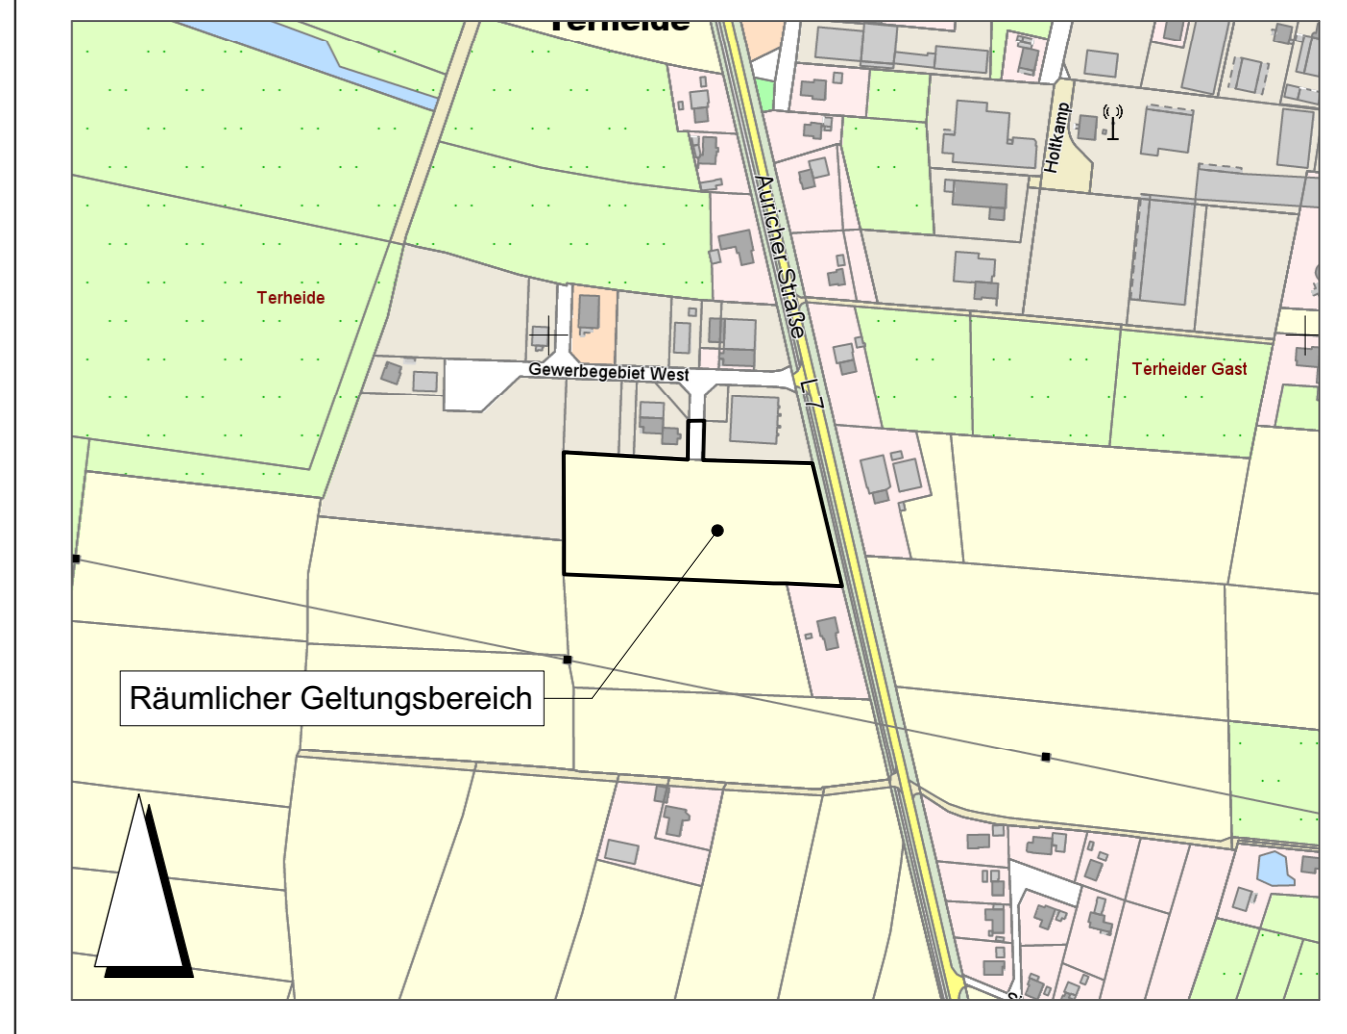 Terheide
Holtkamp
Auricher Straße
Terheide
Terheider Gast
Gewerbegebiet West
L 7
Räumlicher Geltungsbereich